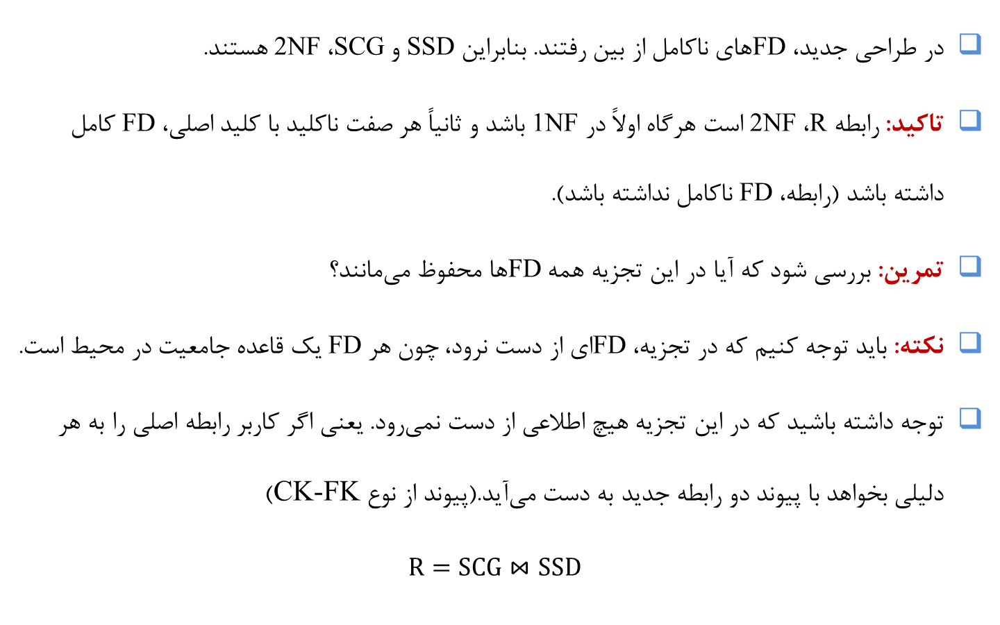 در طراحی جدید، FDهای ناکامل از بین رفتند. بنابراین SSD و SCG، 2NF هستند.
تاکید: رابطه R، 2NF است هرگاه اولاً در 1NF باشد و ثانیاً هر صفت ناکلید با کلید اصلی، FD کامل
داشته باشد (رابطه، FD ناکامل نداشته باشد).
تمرین: بررسی شود که آیا در این تجزیه همه FDها محفوظ می‌مانند؟
نکته: باید توجه کنیم که در تجزیه، FDای از دست نرود، چون هر FD یک قاعده جامعیت در محیط است.
توجه داشته باشید که در این تجزیه هیچ اطلاعی از دست نمی‌رود. یعنی اگر کاربر رابطه اصلی را به هر
دلیلی بخواهد با پیوند دو رابطه جدید به دست می‌آید.(پیوند از نوع CK-FK)
R = SCG ⋈ SSD